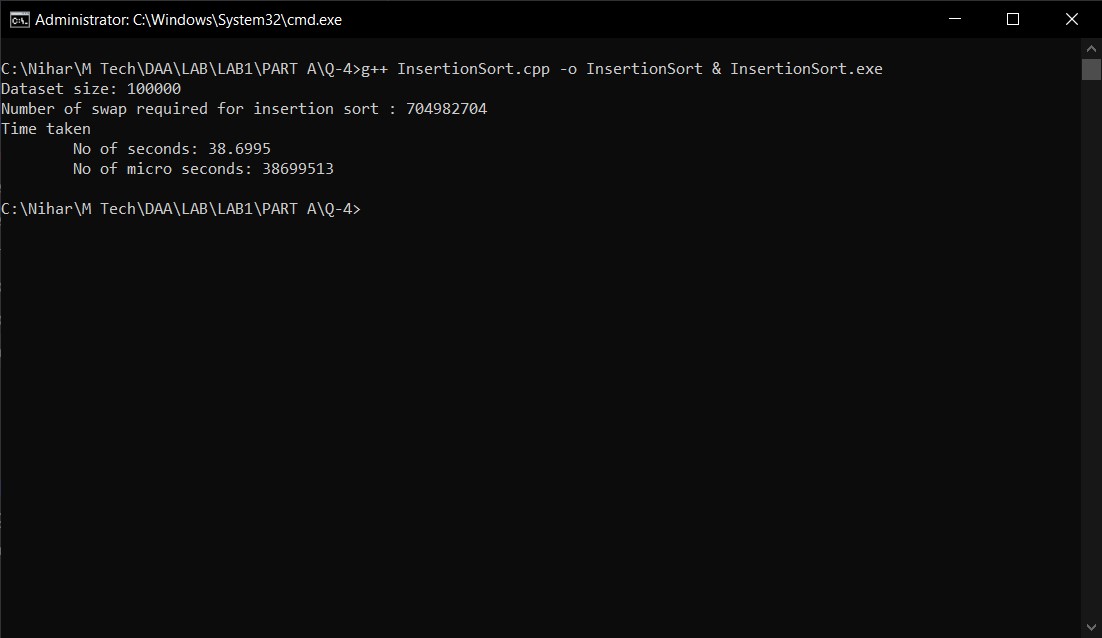 Administrator: C:\Windows\System32\cmd.exe
C:\Nihar\M Tech\DAA\LAB\LAB1\PART A\Q-4>g++ InsertionSort.cpp -o InsertionSort & InsertionSort.exe
Dataset size: 100000
Number of swap required for insertion sort : 704982704
Time taken
        No of seconds: 38.6995
        No of micro seconds: 38699513
C:\Nihar\M Tech\DAA\LAB\LAB1\PART A\Q-4>